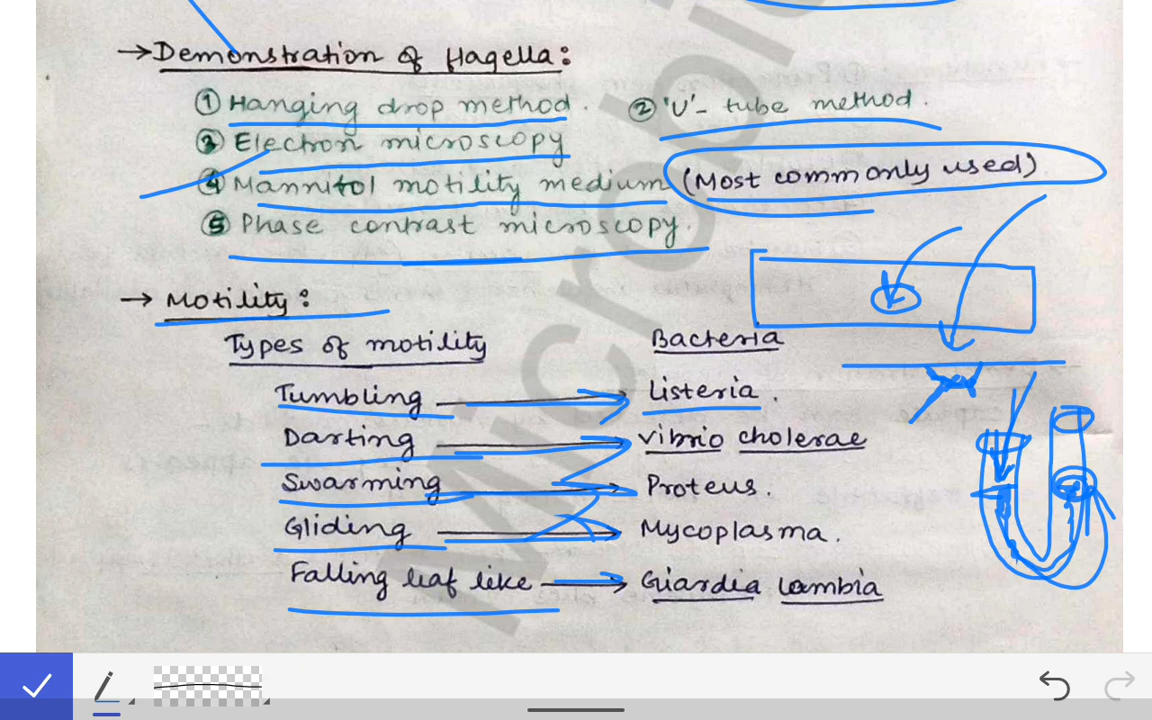 →Demonstration of flagella:
① Hanging drop method. ② 'U'- tube method.
③ Electron microscopy
④ Mannitol motility medium (Most commonly used)
⑤ Phase contrast microscopy.
→ Motility:
Types of motility Bacteria
Tumbling → Listeria.
Darting → vibrio cholerae
Swarming → Proteus.
Gliding → Mycoplasma.
Falling leaf like → Giardia lambia